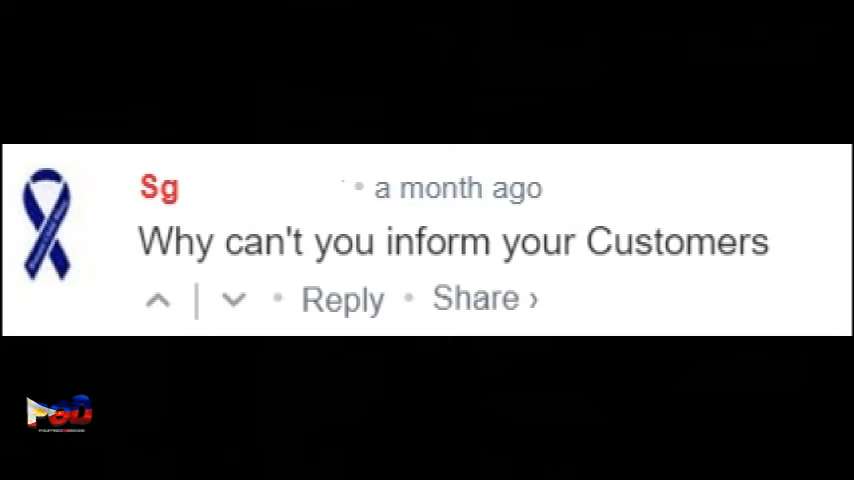 Sg • a month ago
Why can't you inform your Customers
• Reply • Share ›